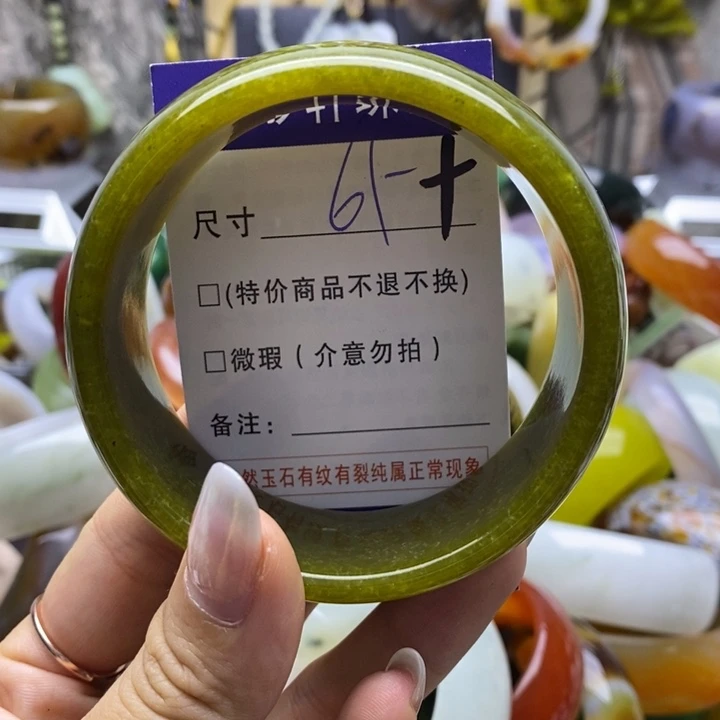 尺寸 61-+
□(特价商品不退不换)
□微瑕(介意勿拍)
备注:
然玉石有纹有裂纯属正常现象